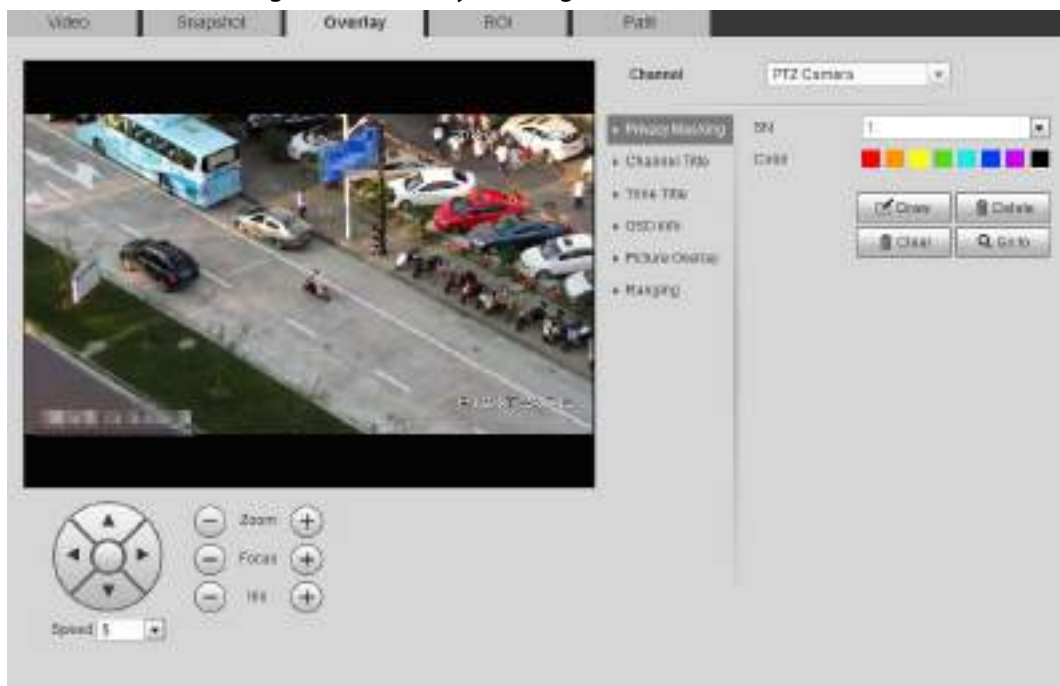 Video Snapshot Overlay ROI Path
Channel PTZ Camera
Privacy Masking SN 1
Channel Title Color
Time Title
Draw Delete
OSD Info
Clear Go to
Picture Overlay
Ranging
Zoom
Focus
Iris
Speed 5